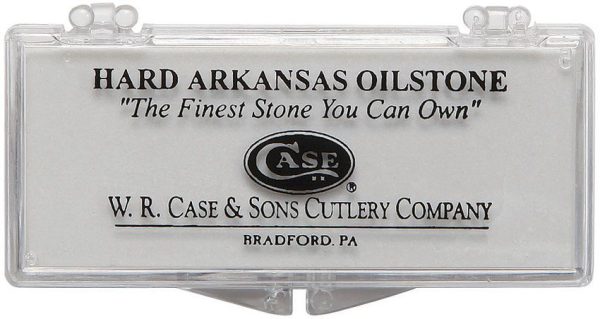 HARD ARKANSAS OILSTONE
"The Finest Stone You Can Own"
CASE
®
W. R. CASE & SONS CUTLERY COMPANY
BRADFORD, PA